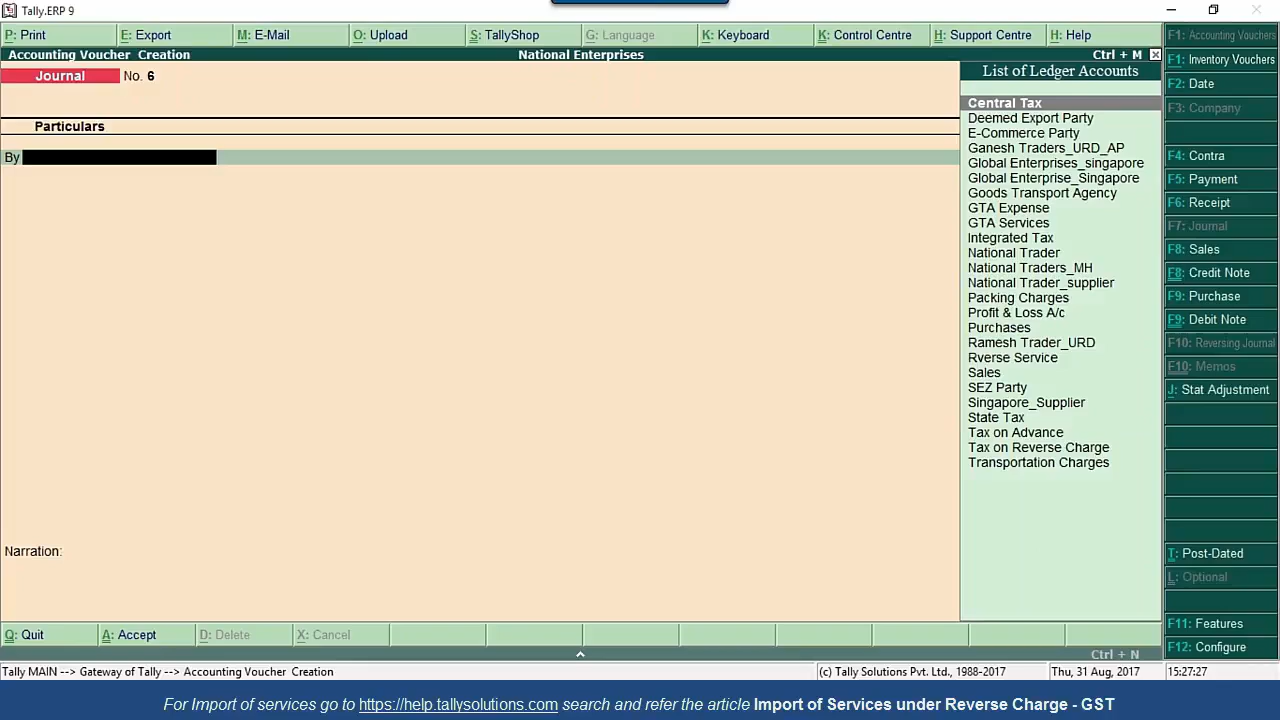 Tally.ERP 9
P: Print E: Export M: E-Mail O: Upload S: TallyShop G: Language K: Keyboard K: Control Centre H: Support Centre H: Help
Accounting Voucher Creation National Enterprises Ctrl + M
Journal No. 6
Particulars
By
Narration:
List of Ledger Accounts
Central Tax
Deemed Export Party
E-Commerce Party
Ganesh Traders_URD_AP
Global Enterprises_singapore
Global Enterprise_Singapore
Goods Transport Agency
GTA Expense
GTA Services
Integrated Tax
National Trader
National Traders_MH
National Trader_supplier
Packing Charges
Profit & Loss A/c
Purchases
Ramesh Trader_URD
Rverse Service
Sales
SEZ Party
Singapore_Supplier
State Tax
Tax on Advance
Tax on Reverse Charge
Transportation Charges
F1: Accounting Vouchers
F1: Inventory Vouchers
F2: Date
F3: Company
F4: Contra
F5: Payment
F6: Receipt
F7: Journal
F8: Sales
F8: Credit Note
F9: Purchase
F9: Debit Note
F10: Reversing Journal
F10: Memos
J: Stat Adjustment
T: Post-Dated
L: Optional
F11: Features
F12: Configure
Q: Quit A: Accept D: Delete X: Cancel
Ctrl + N
Tally MAIN --> Gateway of Tally --> Accounting Voucher Creation (c) Tally Solutions Pvt. Ltd., 1988-2017 Thu, 31 Aug, 2017 15:27:27
For Import of services go to https://help.tallysolutions.com search and refer the article Import of Services under Reverse Charge - GST